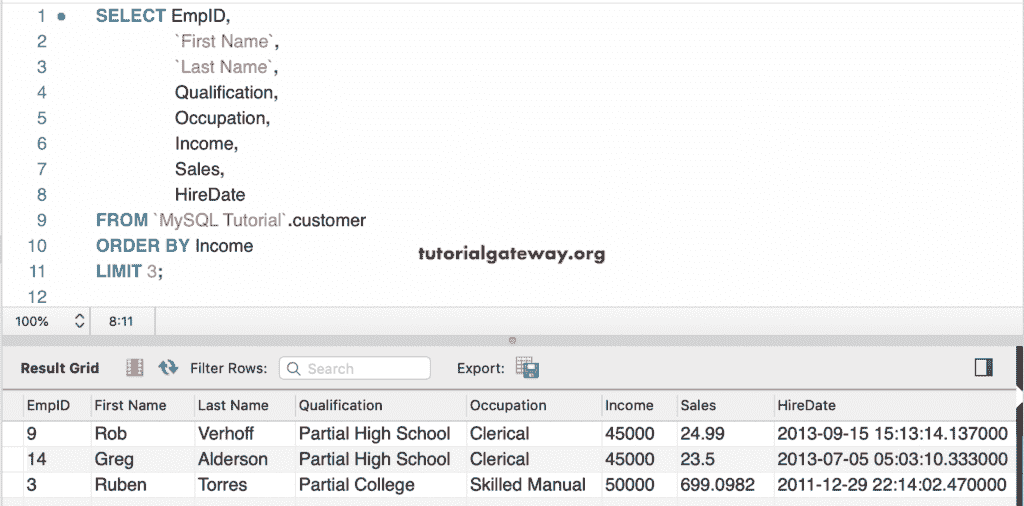 1 SELECT EmpID,
2 `First Name`,
3 `Last Name`,
4 Qualification,
5 Occupation,
6 Income,
7 Sales,
8 HireDate
9 FROM `MySQL Tutorial`.customer
10 ORDER BY Income
tutorialgateway.org
11 LIMIT 3;
12
100% 8:11
Result Grid Filter Rows: Search Export:
EmpID First Name Last Name Qualification Occupation Income Sales HireDate
9 Rob Verhoff Partial High School Clerical 45000 24.99 2013-09-15 15:13:14.137000
14 Greg Alderson Partial High School Clerical 45000 23.5 2013-07-05 05:03:10.333000
3 Ruben Torres Partial College Skilled Manual 50000 699.0982 2011-12-29 22:14:02.470000